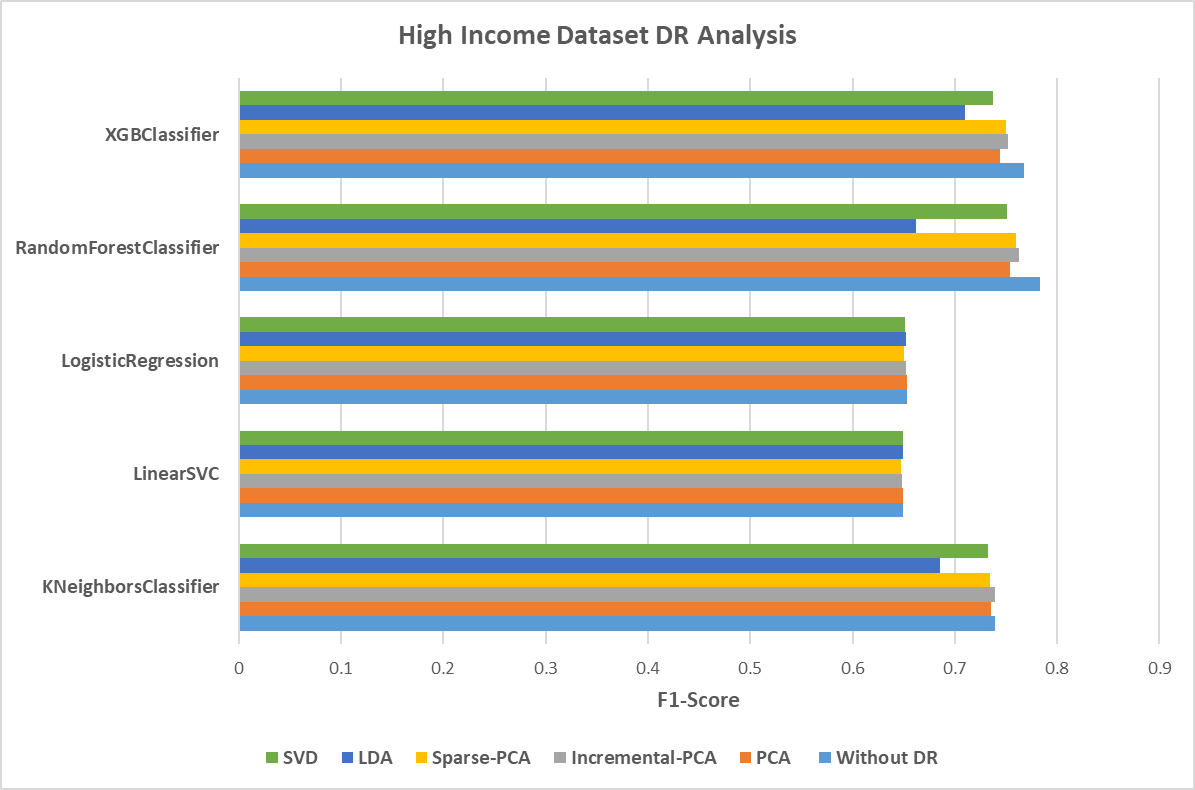 High Income Dataset DR Analysis
XGBClassifier
RandomForestClassifier
LogisticRegression
LinearSVC
KNeighborsClassifier
0 0.1 0.2 0.3 0.4 0.5 0.6 0.7 0.8 0.9
F1-Score
SVD LDA Sparse-PCA Incremental-PCA PCA Without DR